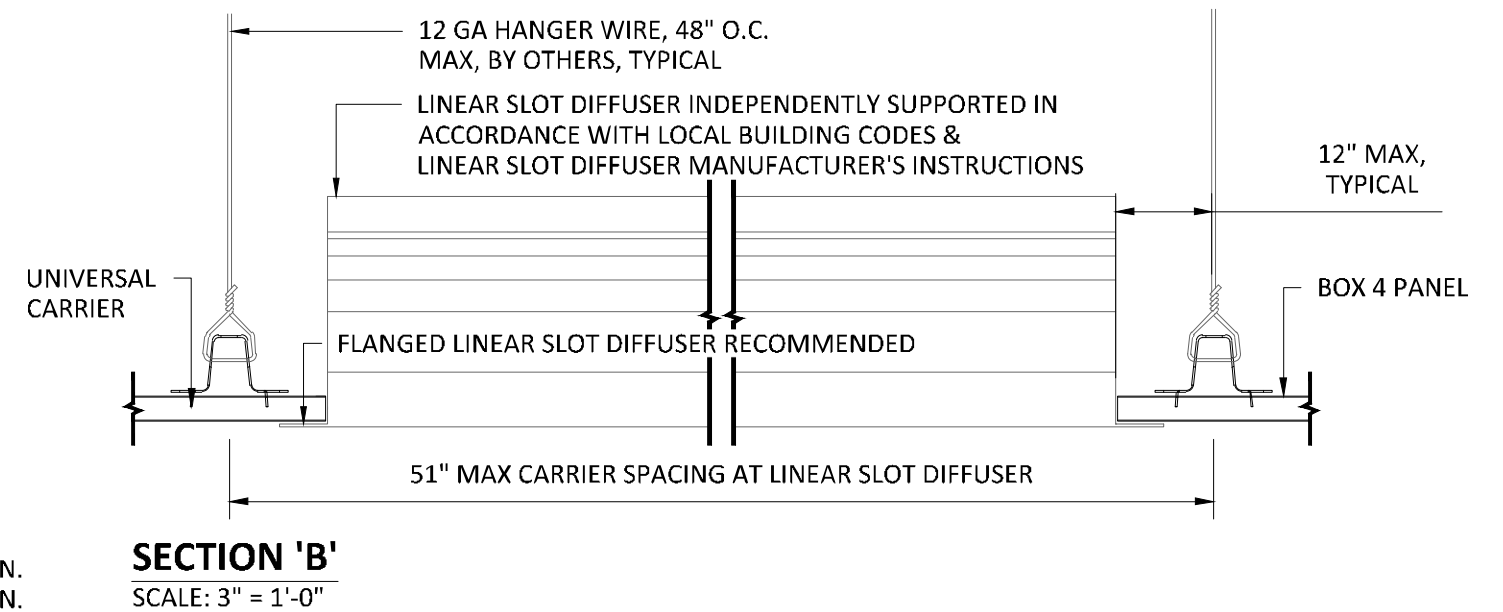 12 GA HANGER WIRE, 48" O.C.
MAX, BY OTHERS, TYPICAL
LINEAR SLOT DIFFUSER INDEPENDENTLY SUPPORTED IN
ACCORDANCE WITH LOCAL BUILDING CODES &
LINEAR SLOT DIFFUSER MANUFACTURER'S INSTRUCTIONS
12" MAX,
TYPICAL
UNIVERSAL
CARRIER
BOX 4 PANEL
FLANGED LINEAR SLOT DIFFUSER RECOMMENDED
51" MAX CARRIER SPACING AT LINEAR SLOT DIFFUSER
SECTION 'B'
SCALE: 3" = 1'-0"
N.
N.